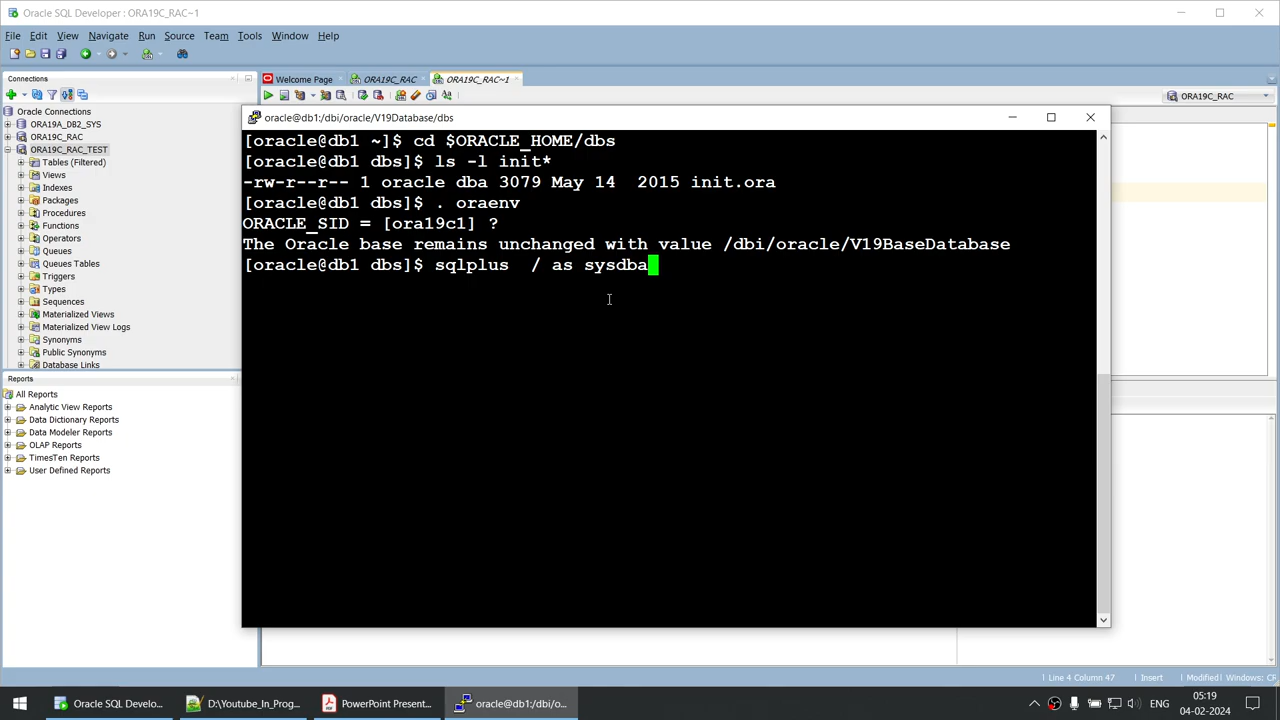 Oracle SQL Developer : ORA19C_RAC~1
File Edit View Navigate Run Source Team Tools Window Help
Connections
Welcome Page
ORA19C_RAC
ORA19C_RAC~1
ORA19C_RAC
Oracle Connections
ORA19A_DB2_SYS
ORA19C_RAC
ORA19C_RAC_TEST
Tables (Filtered)
Views
Indexes
Packages
Procedures
Functions
Operators
Queues
Queues Tables
Triggers
Types
Sequences
Materialized Views
Materialized View Logs
Synonyms
Public Synonyms
Database Links
Reports
All Reports
Analytic View Reports
Data Dictionary Reports
Data Modeler Reports
OLAP Reports
TimesTen Reports
User Defined Reports
oracle@db1:/dbi/oracle/V19Database/dbs
[oracle@db1 ~]$ cd $ORACLE_HOME/dbs
[oracle@db1 dbs]$ ls -l init*
-rw-r--r-- 1 oracle dba 3079 May 14  2015 init.ora
[oracle@db1 dbs]$ . oraenv
ORACLE_SID = [ora19c1] ?
The Oracle base remains unchanged with value /dbi/oracle/V19BaseDatabase
[oracle@db1 dbs]$ sqlplus  / as sysdba
Line 4 Column 47
Insert
Modified
Windows: CR
Oracle SQL Develo...
D:\Youtube_In_Prog...
PowerPoint Present...
oracle@db1:/dbi/o...
ENG
05:19
04-02-2024